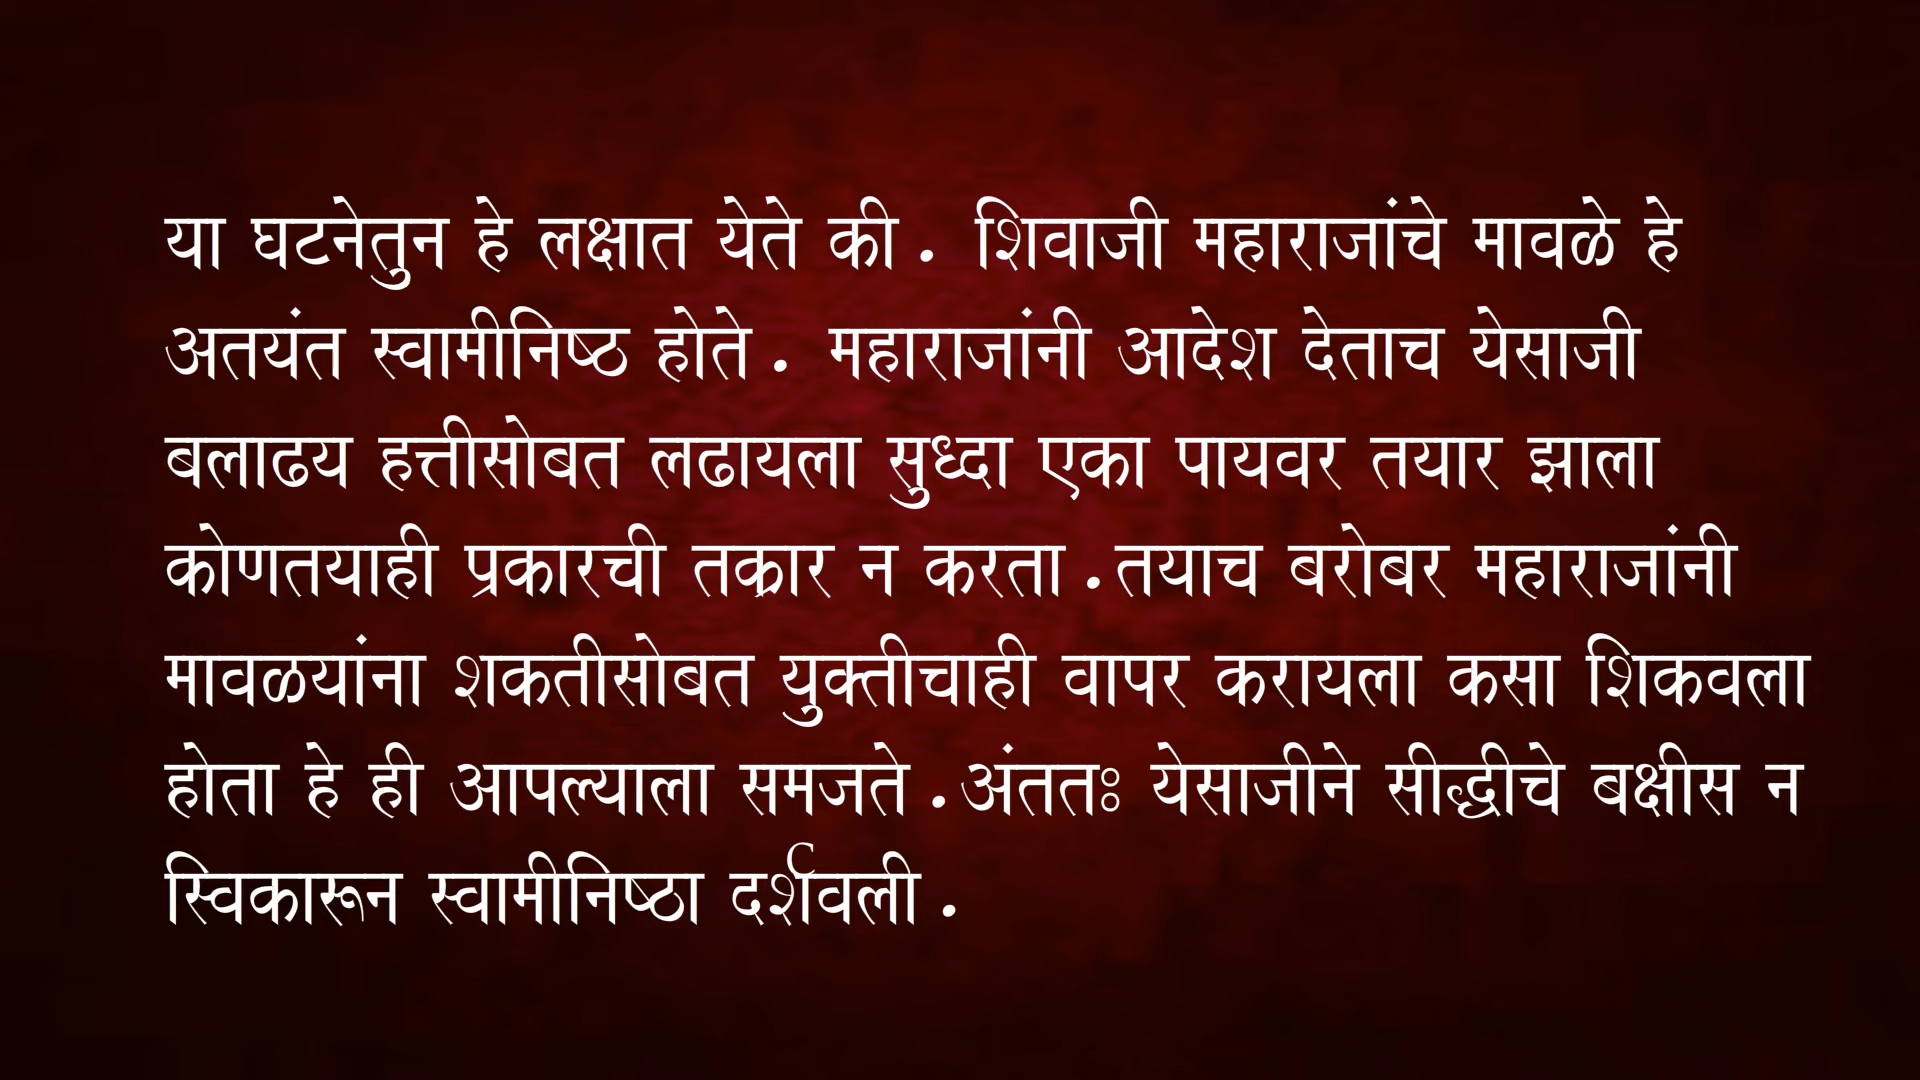 या घटनेतुन हे लक्षात येते की. शिवाजी महाराजांचे मावळे हे
अतयंत स्वामीनिष्ठ होते. महाराजांनी आदेश देताच येसाजी
बलाढय हत्तीसोबत लढायला सुध्दा एका पायवर तयार झाला
कोणतयाही प्रकारची तक्रार न करता.तयाच बरोबर महाराजांनी
मावळयांना शकतीसोबत युक्तीचाही वापर करायला कसा शिकवला
होता हे ही आपल्याला समजते.अंततः येसाजीने सीद्धीचे बक्षीस न
स्विकारून स्वामीनिष्ठा दर्शवली.